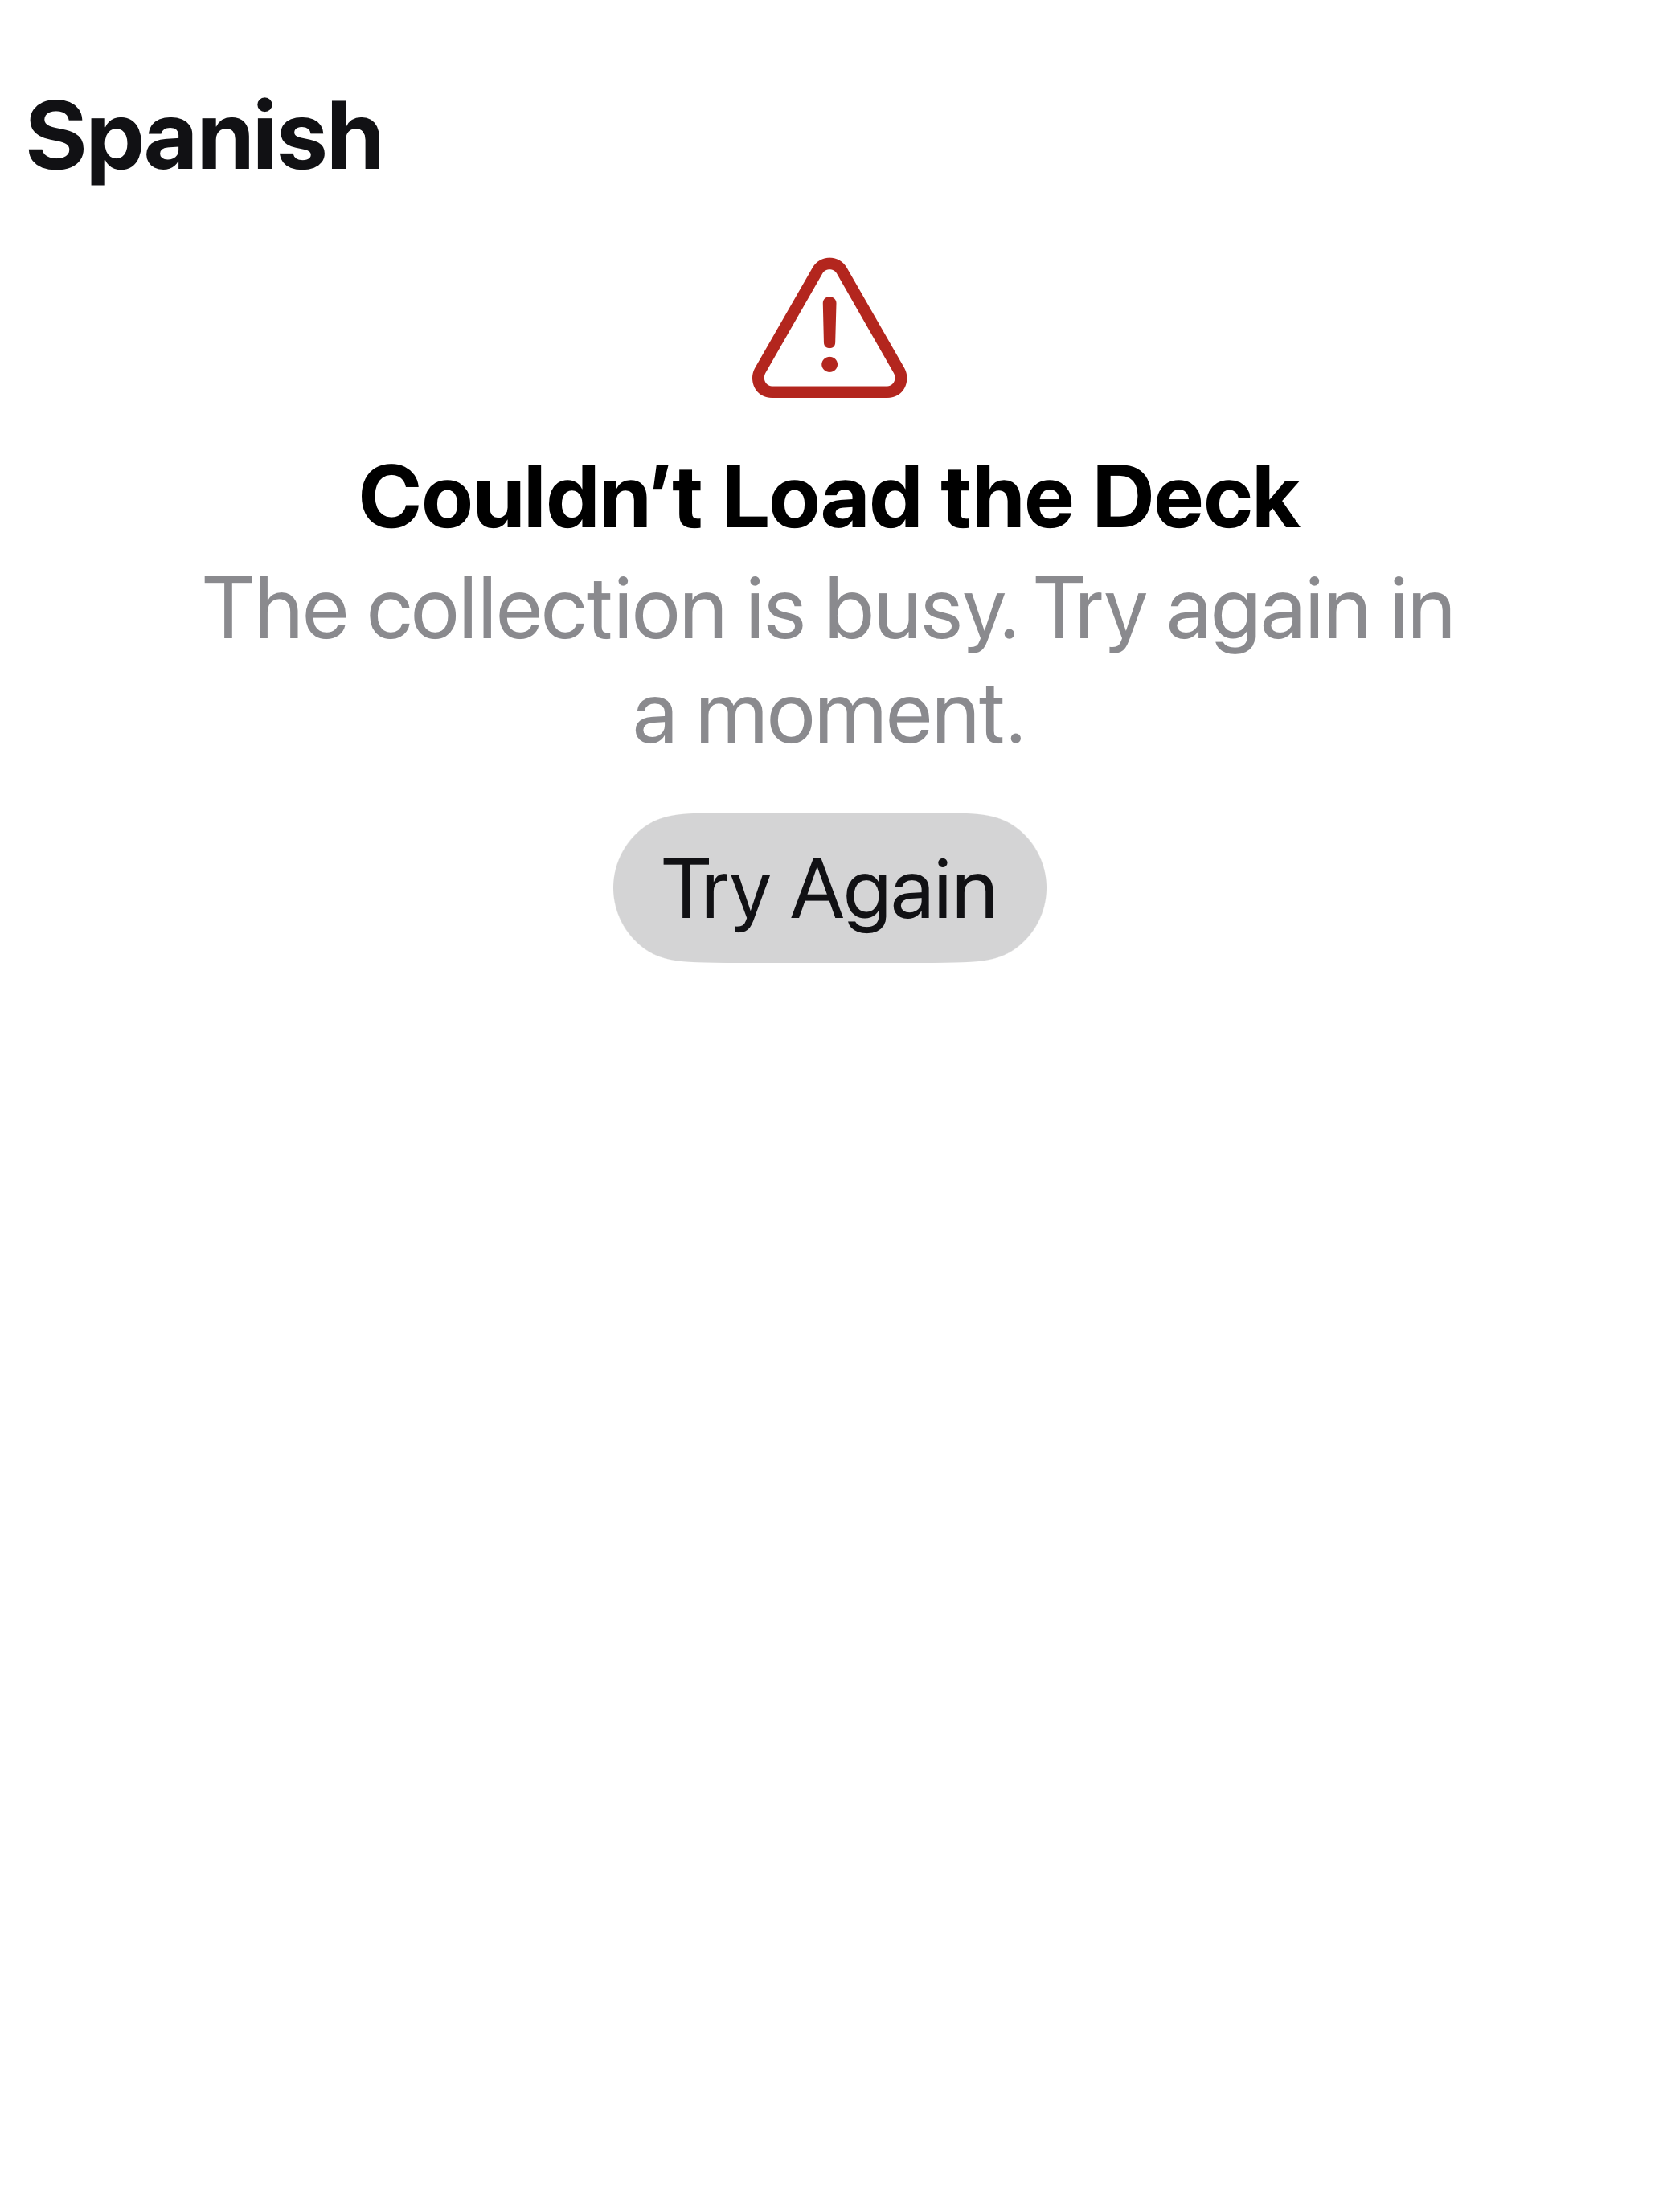 Spanish
Couldn’t Load the Deck
The collection is busy. Try again in
a moment.
Try Again